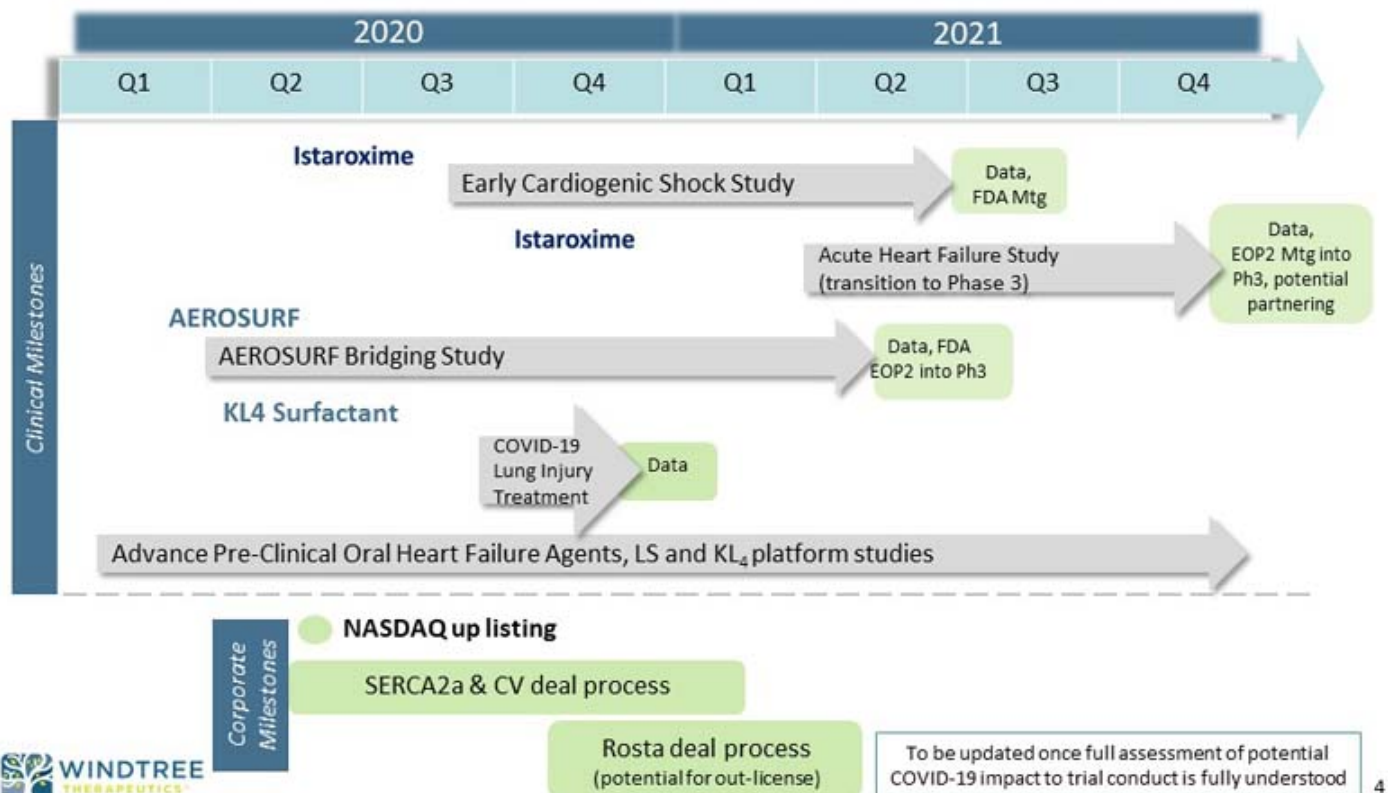 2020
2021
Q1
Q2
Q3
Q4
Q1
Q2
Q3
Q4
Clinical Milestones
Istaroxime
Early Cardiogenic Shock Study
Data,
FDA Mtg
Istaroxime
Acute Heart Failure Study
(transition to Phase 3)
Data,
EOP2 Mtg into
Ph3, potential
partnering
AEROSURF
AEROSURF Bridging Study
Data, FDA
EOP2 into Ph3
KL4 Surfactant
COVID-19
Lung Injury
Treatment
Data
Advance Pre-Clinical Oral Heart Failure Agents, LS and KL₄ platform studies
Corporate
Milestones
NASDAQ up listing
SERCA2a & CV deal process
Rosta deal process
(potential for out-license)
To be updated once full assessment of potential
COVID-19 impact to trial conduct is fully understood
WINDTREE
THERAPEUTICS
4